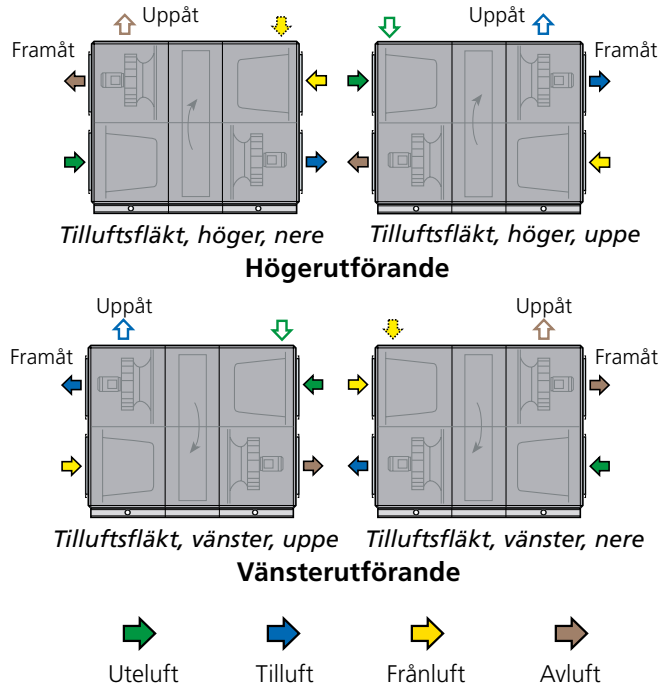 Uppåt Uppåt
Framåt Framåt
Tilluftsfläkt, höger, nere Tilluftsfläkt, höger, uppe
Högerutförande
Uppåt Uppåt
Framåt Framåt
Tilluftsfläkt, vänster, uppe Tilluftsfläkt, vänster, nere
Vänsterutförande
Uteluft Tilluft Frånluft Avluft